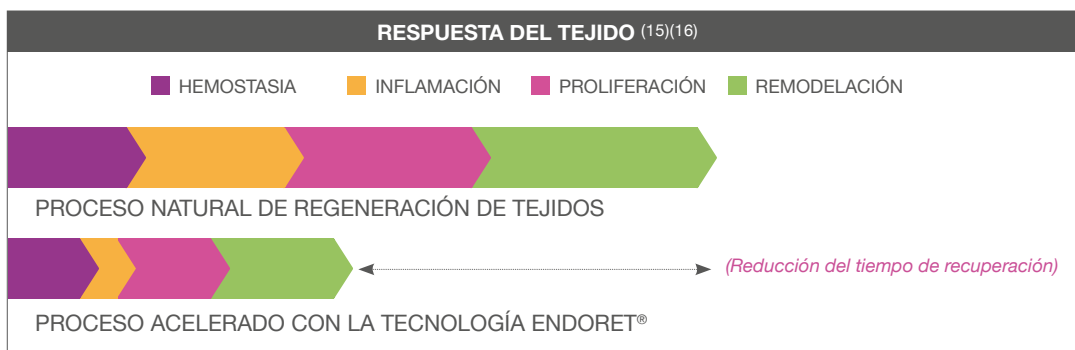 RESPUESTA DEL TEJIDO (15)(16)
HEMOSTASIA INFLAMACIÓN PROLIFERACIÓN REMODELACIÓN
PROCESO NATURAL DE REGENERACIÓN DE TEJIDOS
(Reducción del tiempo de recuperación)
PROCESO ACELERADO CON LA TECNOLOGÍA ENDORET®